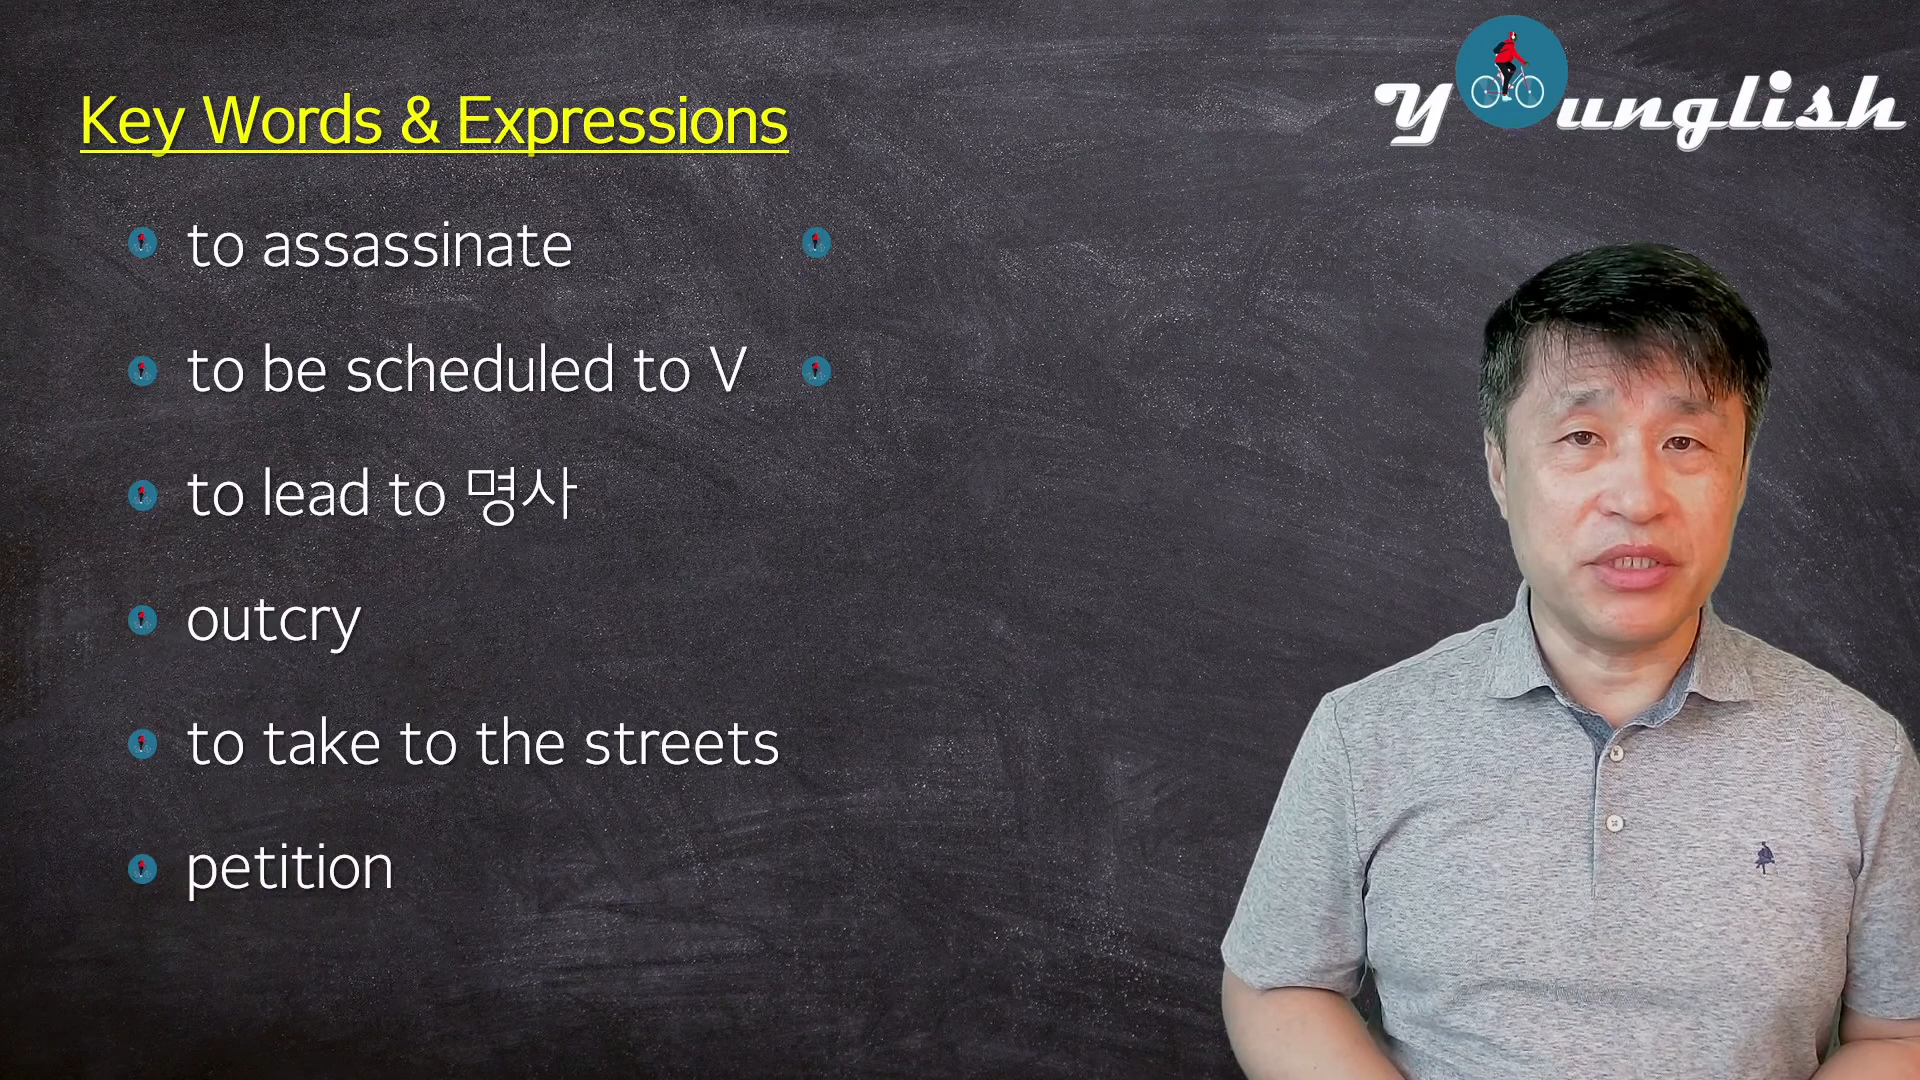 Key Words & Expressions
younglish
to assassinate
to be scheduled to V
to lead to 명사
outcry
to take to the streets
petition